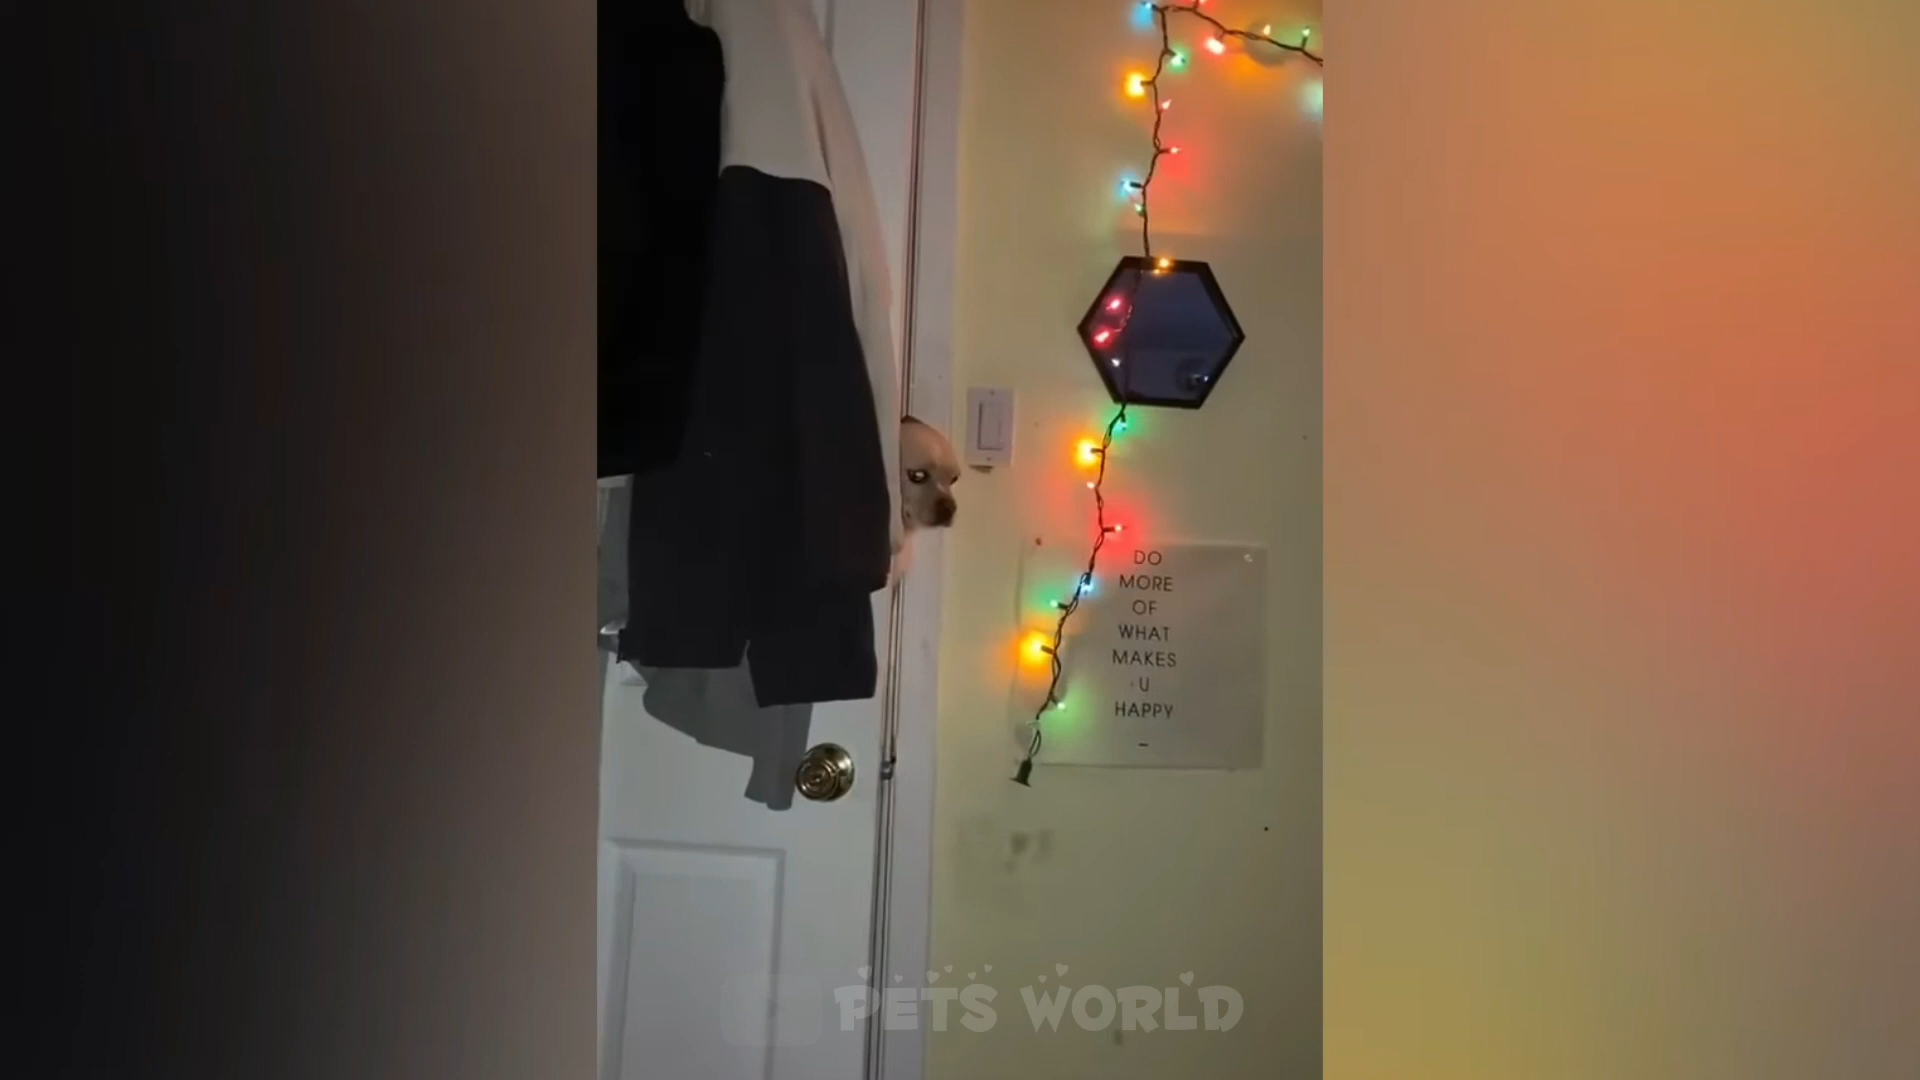 DO
MORE
OF
WHAT
MAKES
U
HAPPY
PETS WORLD